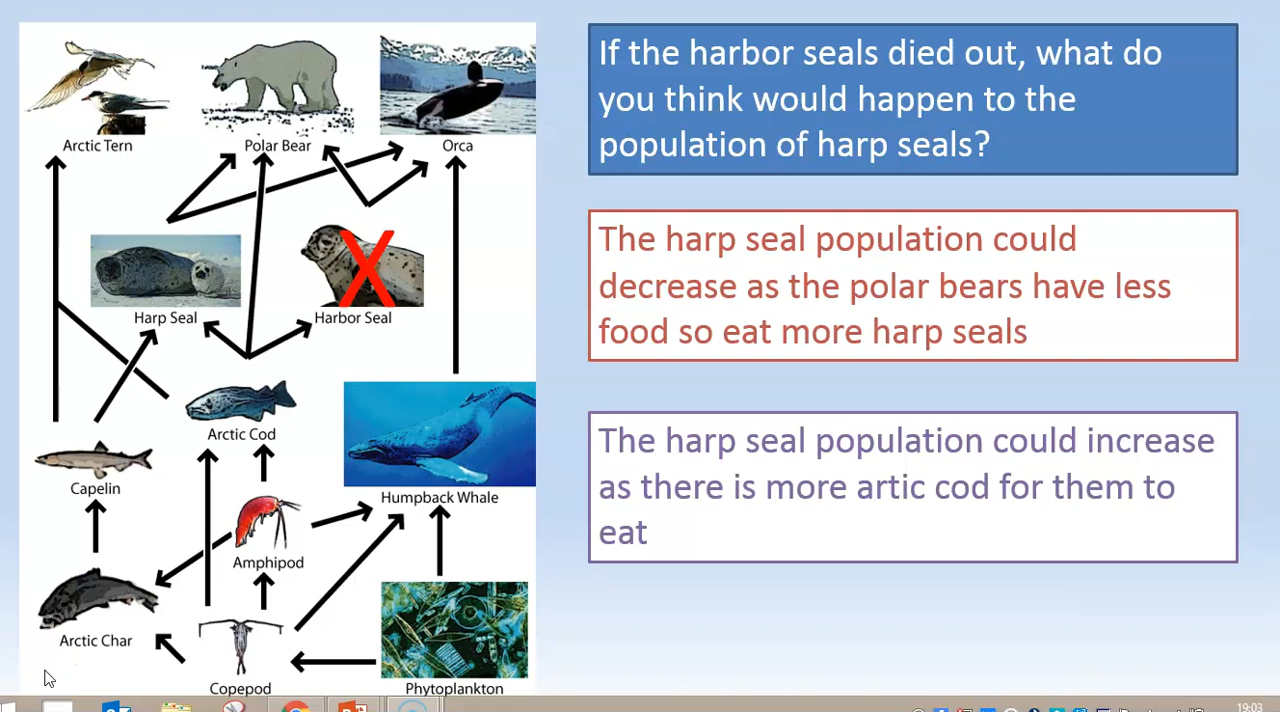 Arctic Tern
Polar Bear
Orca
Harp Seal
Harbor Seal
Arctic Cod
Capelin
Humpback Whale
Amphipod
Arctic Char
Copepod
Phytoplankton
If the harbor seals died out, what do
you think would happen to the
population of harp seals?
The harp seal population could
decrease as the polar bears have less
food so eat more harp seals
The harp seal population could increase
as there is more artic cod for them to
eat
19:03